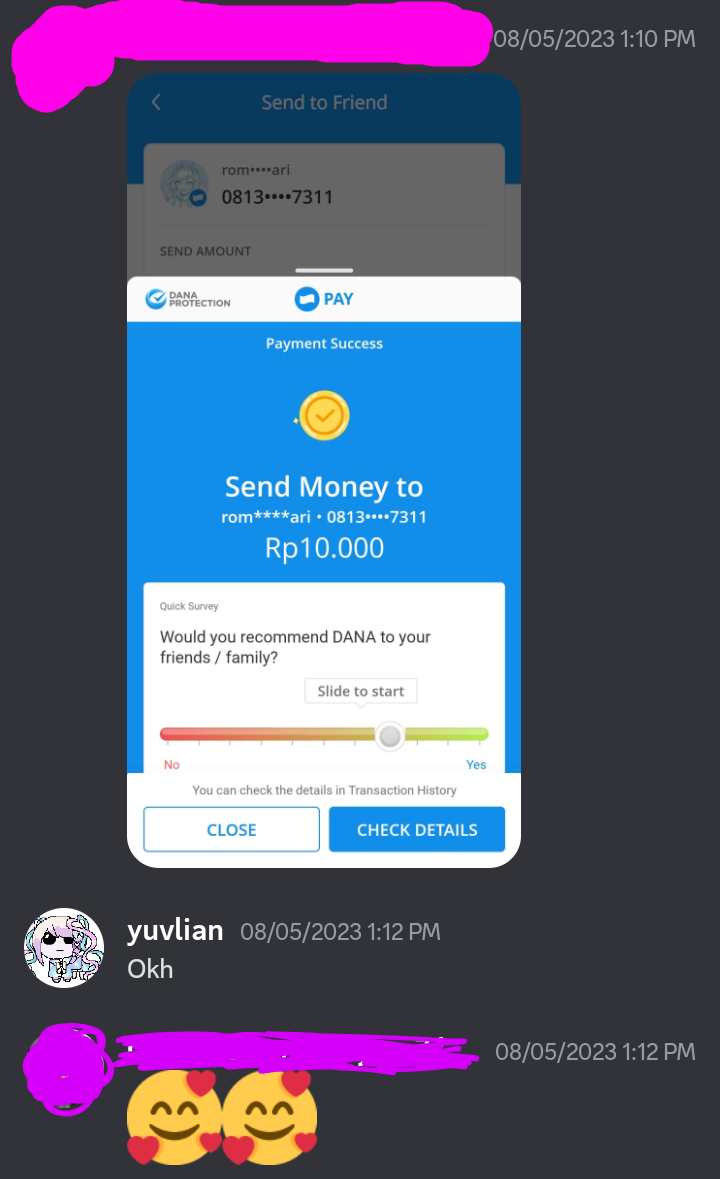 08/05/2023 1:10 PM
Send to Friend
rom••••ari
0813••••7311
SEND AMOUNT
DANA PROTECTION
PAY
Payment Success
Send Money to
rom****ari • 0813••••7311
Rp10.000
Quick Survey
Would you recommend DANA to your
friends / family?
Slide to start
No
Yes
You can check the details in Transaction History
CLOSE
CHECK DETAILS
yuvlian 08/05/2023 1:12 PM
Okh
08/05/2023 1:12 PM